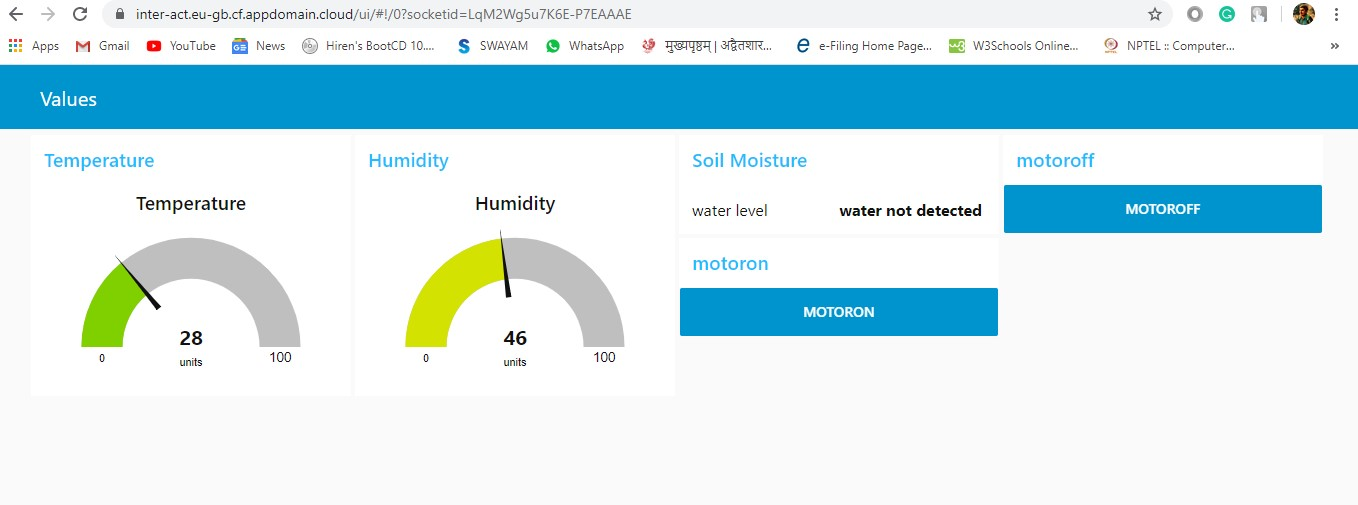 inter-act.eu-gb.cf.appdomain.cloud/ui/#!/0?socketid=LqM2Wg5u7K6E-P7EAAAE
Apps Gmail YouTube News Hiren's BootCD 10.... SWAYAM WhatsApp मुख्यपृष्ठम् | अद्वैतशार... e-Filing Home Page... W3Schools Online... NPTEL :: Computer... »
Values
Temperature
Temperature
28
0 units 100
Humidity
Humidity
46
0 units 100
Soil Moisture
water level water not detected
motoron
MOTORON
motoroff
MOTOROFF